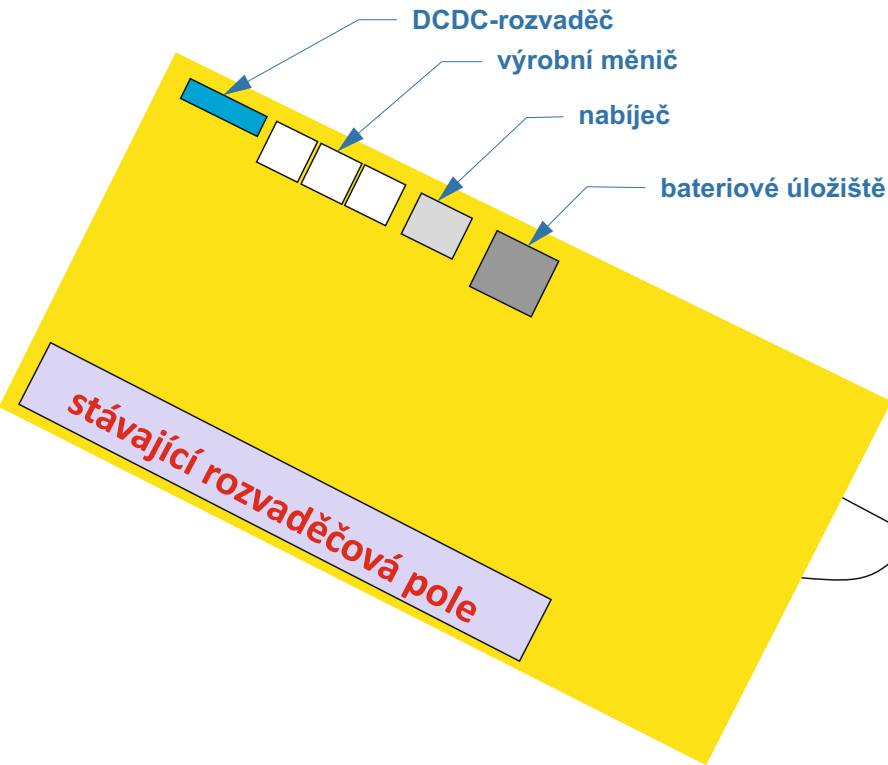 DCDC-rozvaděč
výrobní měnič
nabíječ
bateriové úložiště
stávající rozvaděčová pole